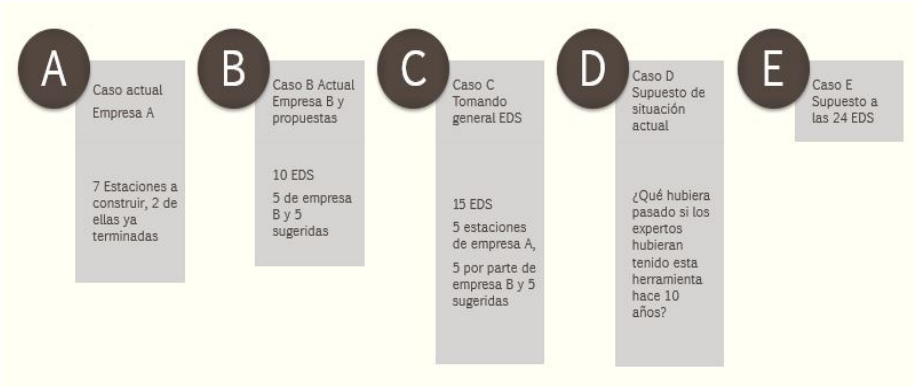 A
Caso actual
Empresa A
7 Estaciones a
construir, 2 de
ellas ya
terminadas
B
Caso B Actual
Empresa B y
propuestas
10 EDS
5 de empresa
B y 5
sugeridas
C
Caso C
Tomando
general EDS
15 EDS
5 estaciones
de empresa A,
5 por parte de
empresa B y 5
sugeridas
D
Caso D
Supuesto de
situación
actual
¿Qué hubiera
pasado si los
expertos
hubieran
tenido esta
herramienta
hace 10
años?
E
Caso E
Supuesto a
las 24 EDS